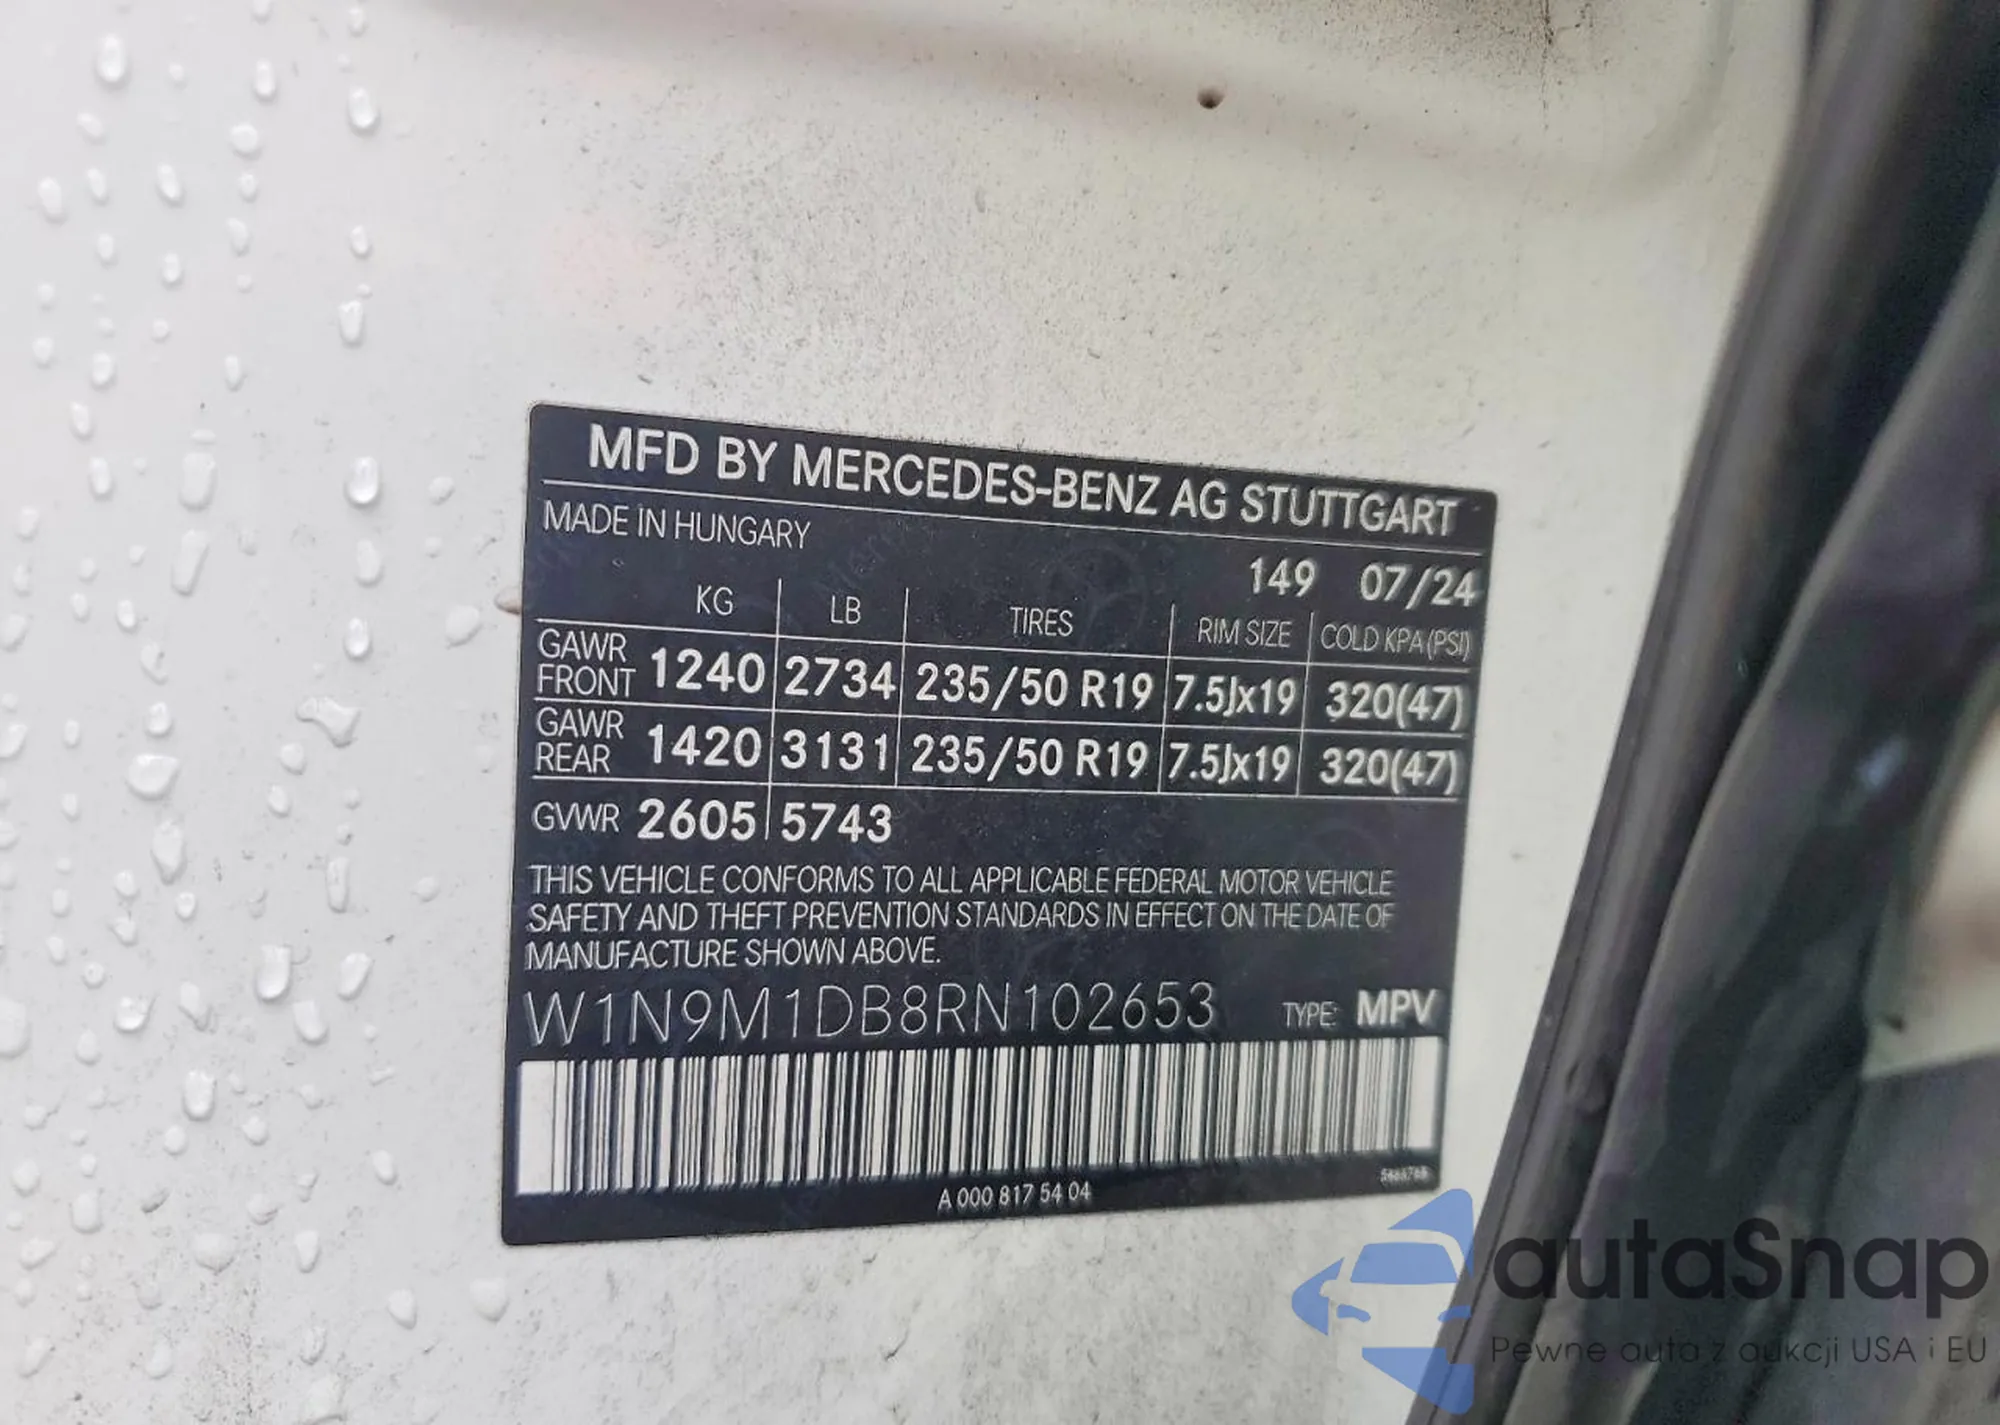 MFD BY MERCEDES-BENZ AG STUTTGART
MADE IN HUNGARY
149 07/24
KG LB TIRES RIM SIZE COLD KPA (PSI)
GAWR FRONT 1240 2734 235/50 R19 7.5Jx19 320(47)
GAWR REAR 1420 3131 235/50 R19 7.5Jx19 320(47)
GVWR 2605 5743
THIS VEHICLE CONFORMS TO ALL APPLICABLE FEDERAL MOTOR VEHICLE
SAFETY AND THEFT PREVENTION STANDARDS IN EFFECT ON THE DATE OF
MANUFACTURE SHOWN ABOVE.
W1N9M1DB8RN102653 TYPE: MPV
A 000 817 54 04
autaSnap
Pewne auta z aukcji USA i EU